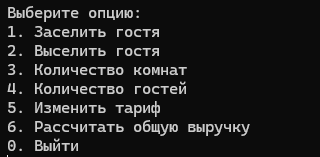 Выберите опцию:
1. Заселить гостя
2. Выселить гостя
3. Количество комнат
4. Количество гостей
5. Изменить тариф
6. Рассчитать общую выручку
0. Выйти